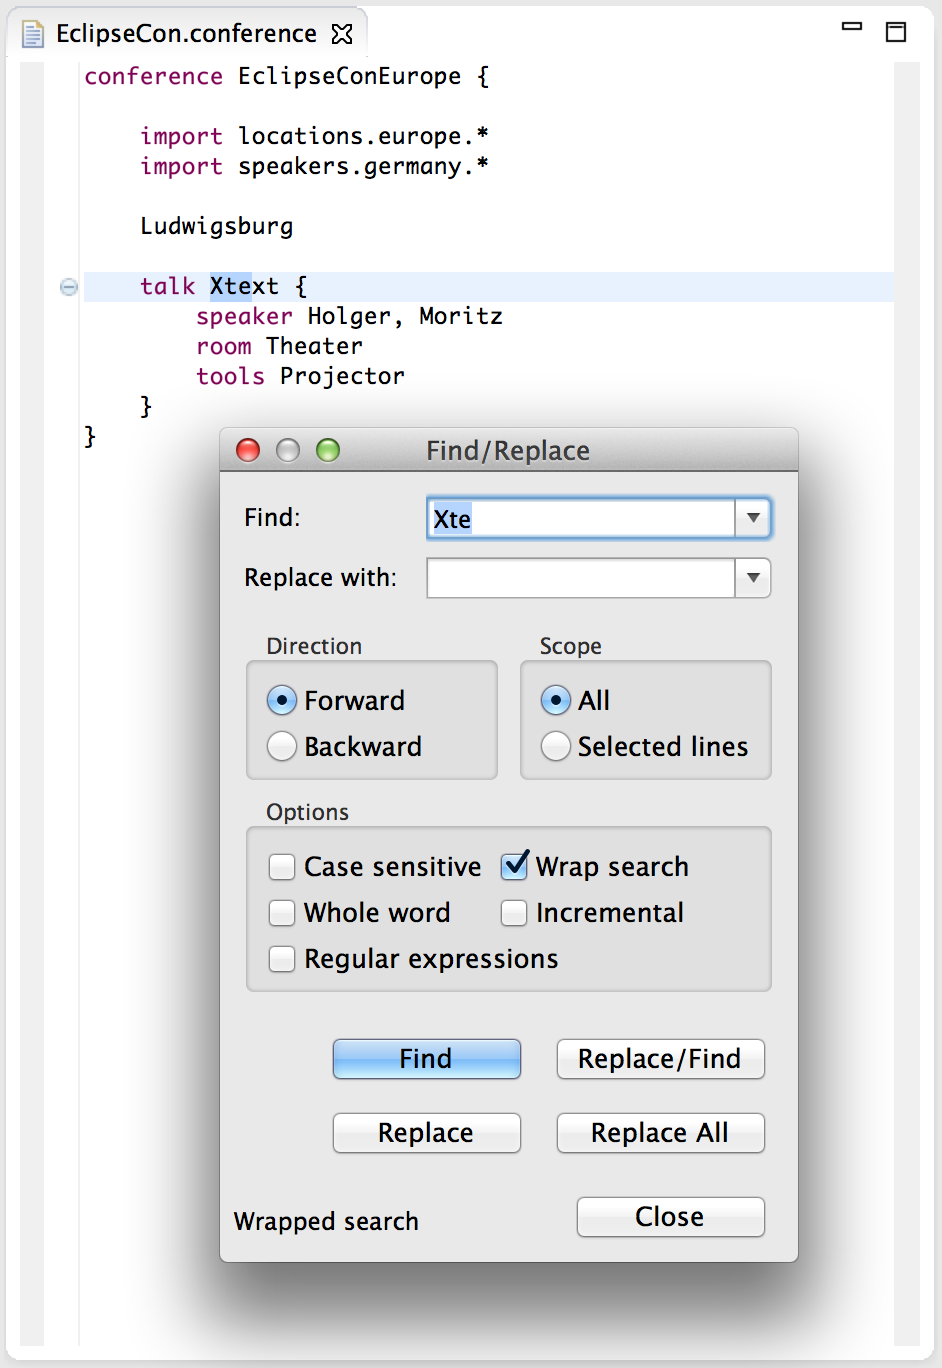 EclipseCon.conference
conference EclipseConEurope {
import locations.europe.*
import speakers.germany.*
Ludwigsburg
talk Xtext {
speaker Holger, Moritz
room Theater
tools Projector
}
}
Find/Replace
Find: Xte
Replace with:
Direction Scope
Forward All
Backward Selected lines
Options
Case sensitive Wrap search
Whole word Incremental
Regular expressions
Find Replace/Find
Replace Replace All
Wrapped search Close